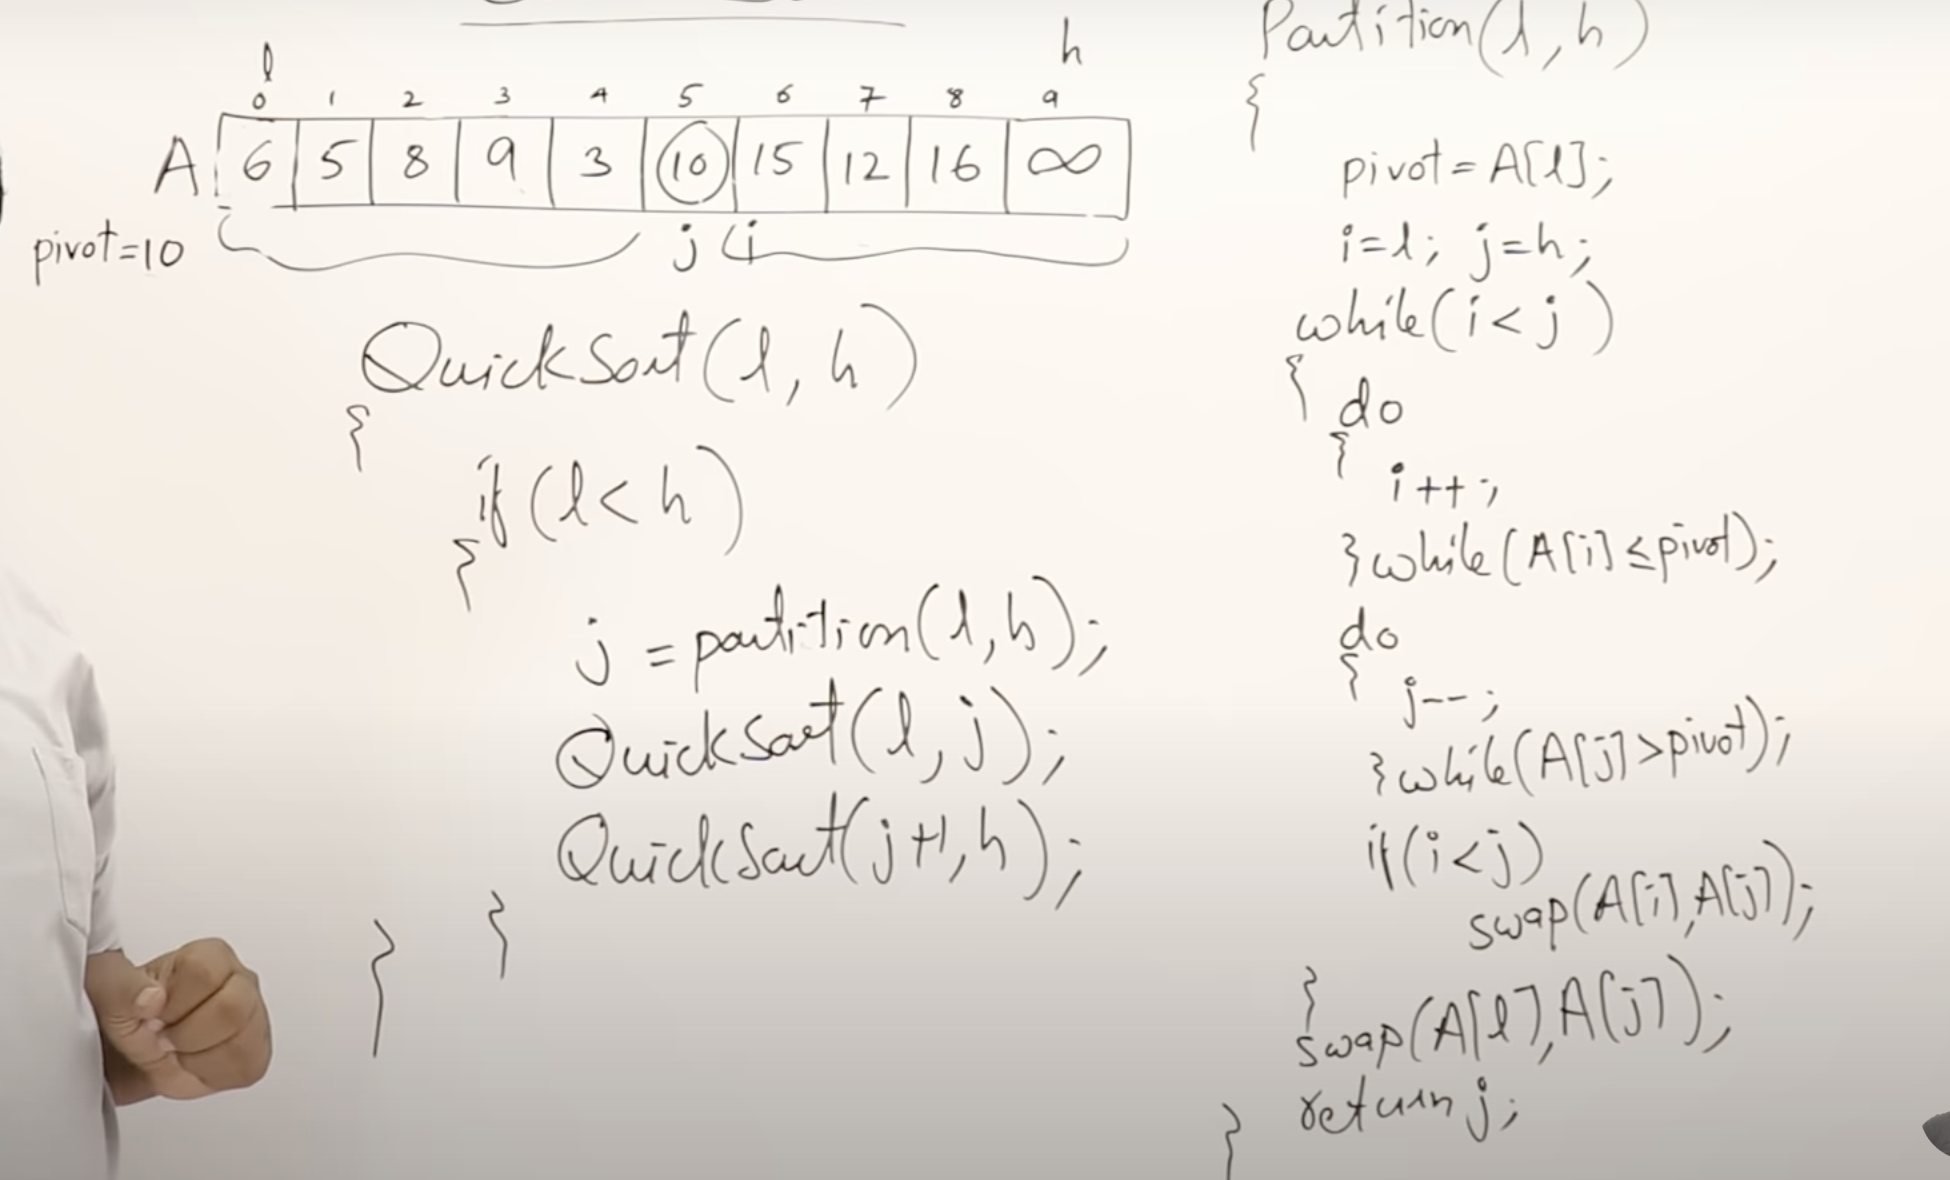 l h
0 1 2 3 4 5 6 7 8 9
A 6 5 8 9 3 10 15 12 16 ∞
pivot=10 j i
QuickSort(l, h)
{
if(l<h)
{
j = partition(l,h);
QuickSort(l, j);
QuickSort(j+1,h);
}
}
Partition(l,h)
{
pivot=A[l];
i=l; j=h;
while(i<j)
{ do
{
i++;
}while(A[i]≤pivot);
do
{
j--;
}while(A[j]>pivot);
if(i<j)
swap(A[i],A[j]);
}
swap(A[l],A[j]);
return j;
}